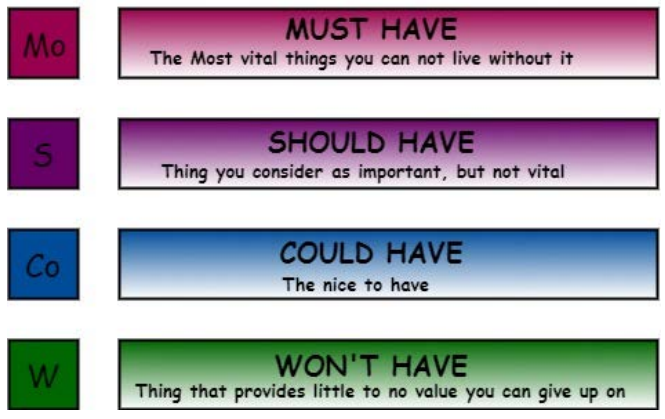 Mo
MUST HAVE
The Most vital things you can not live without it
S
SHOULD HAVE
Thing you consider as important, but not vital
Co
COULD HAVE
The nice to have
W
WON'T HAVE
Thing that provides little to no value you can give up on